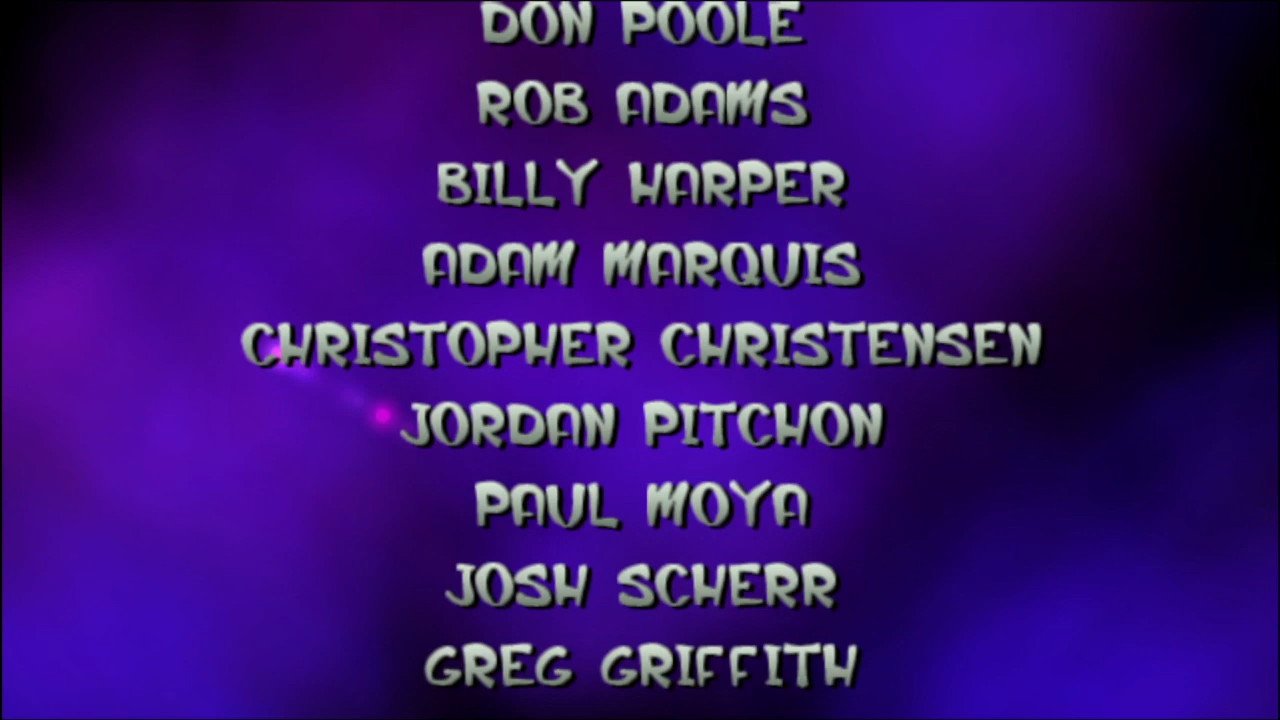 DON POOLE
ROB ADAMS
BILLY HARPER
ADAM MARQUIS
CHRISTOPHER CHRISTENSEN
JORDAN PITCHON
PAUL MOYA
JOSH SCHERR
GREG GRIFFITH